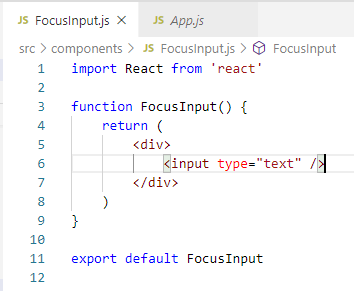 JS FocusInput.js × JS App.js
src > components > JS FocusInput.js > FocusInput
1 import React from 'react'
2
3 function FocusInput() {
4 return (
5 <div>
6 <input type="text" />
7 </div>
8 )
9 }
10
11 export default FocusInput
12